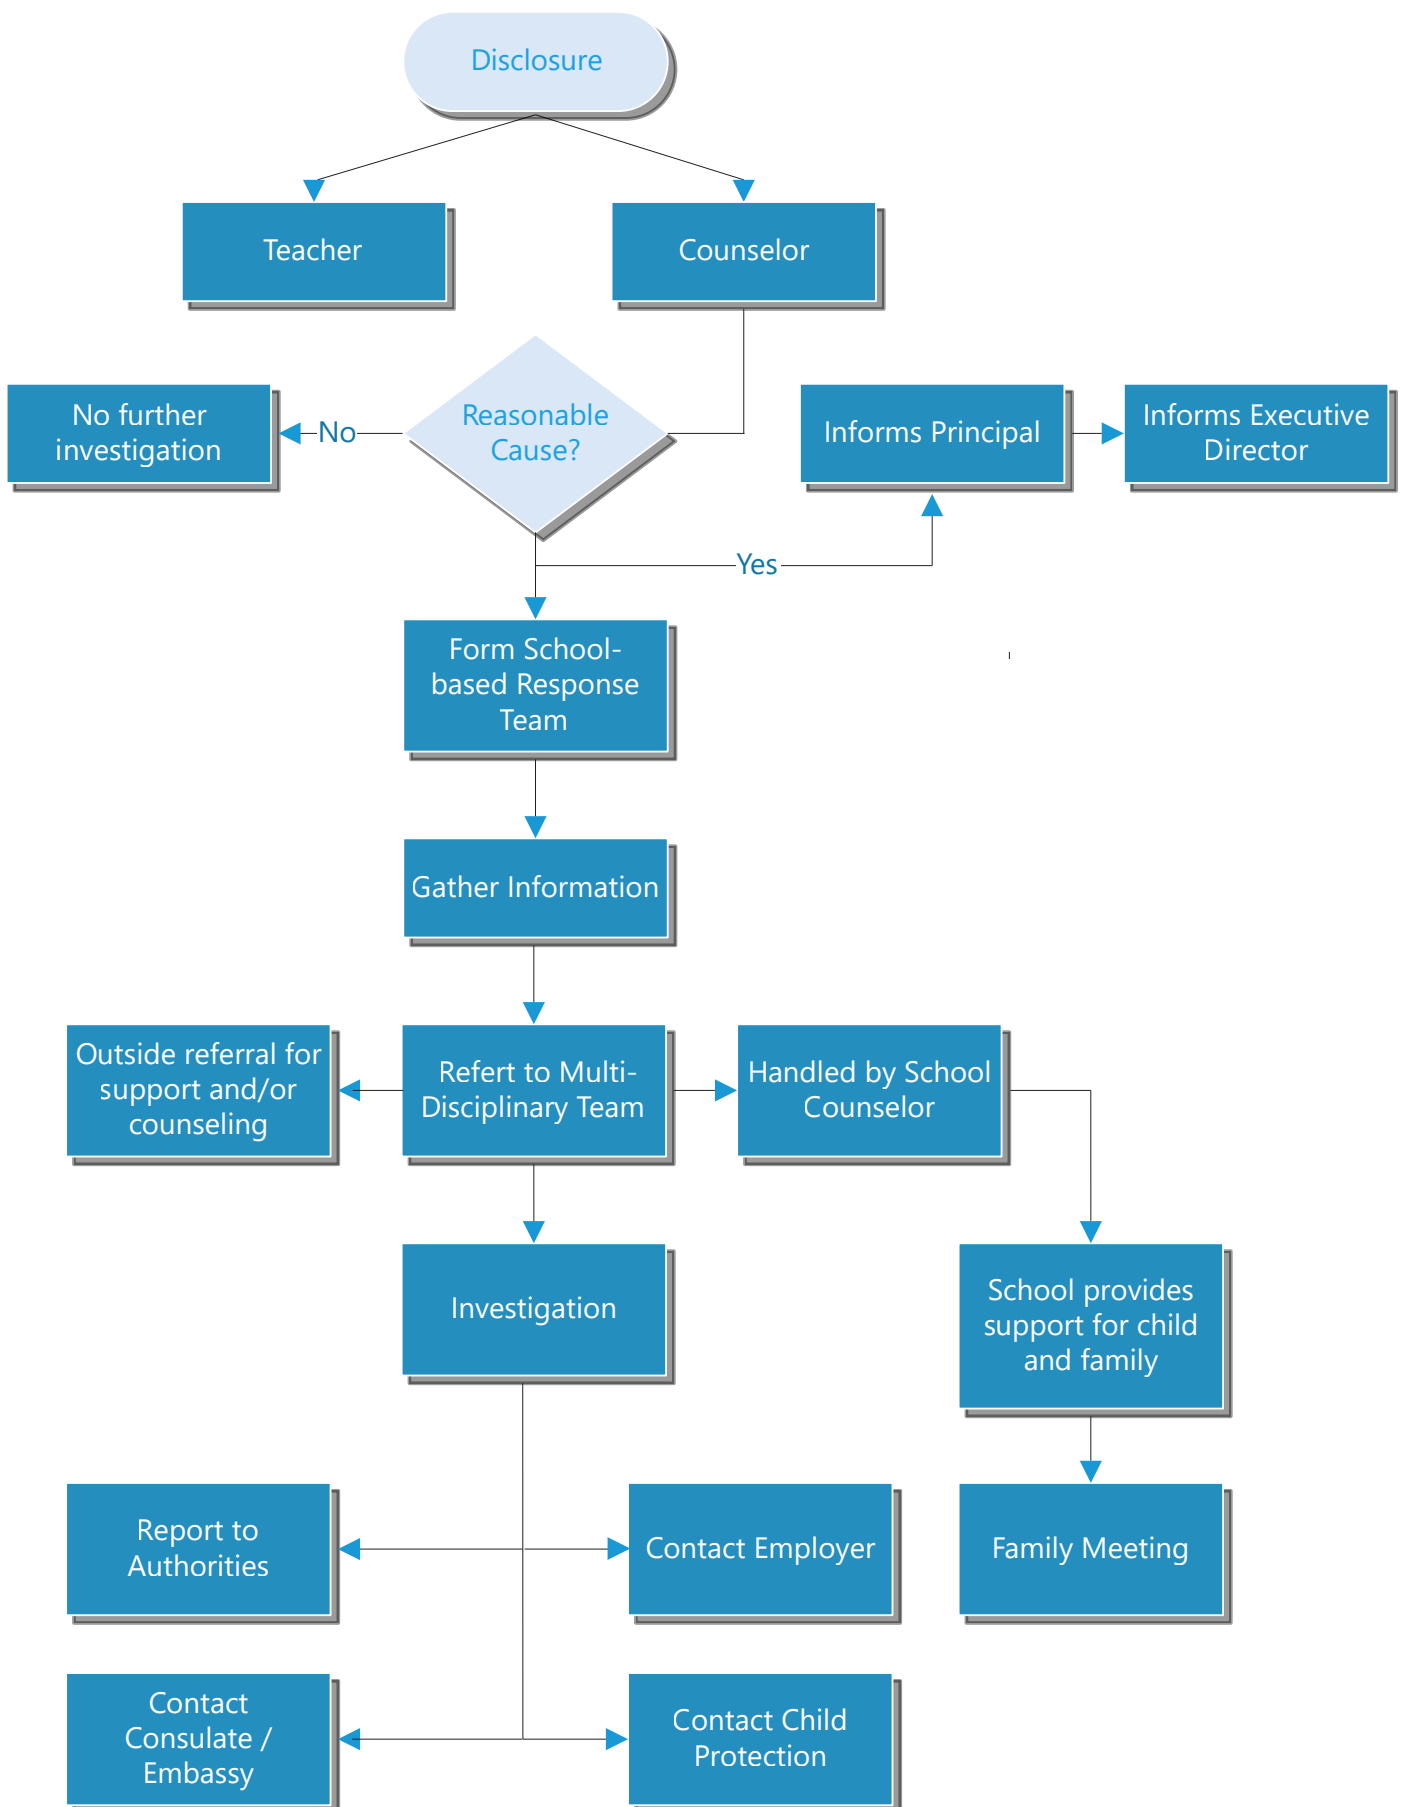 Disclosure
Teacher
Counselor
No further
investigation
No
Reasonable
Cause?
Informs Principal
Informs Executive
Director
Yes
Form School-
based Response
Team
Gather Information
Outside referral for
support and/or
counseling
Refert to Multi-
Disciplinary Team
Handled by School
Counselor
Investigation
School provides
support for child
and family
Report to
Authorities
Contact Employer
Family Meeting
Contact
Consulate /
Embassy
Contact Child
Protection